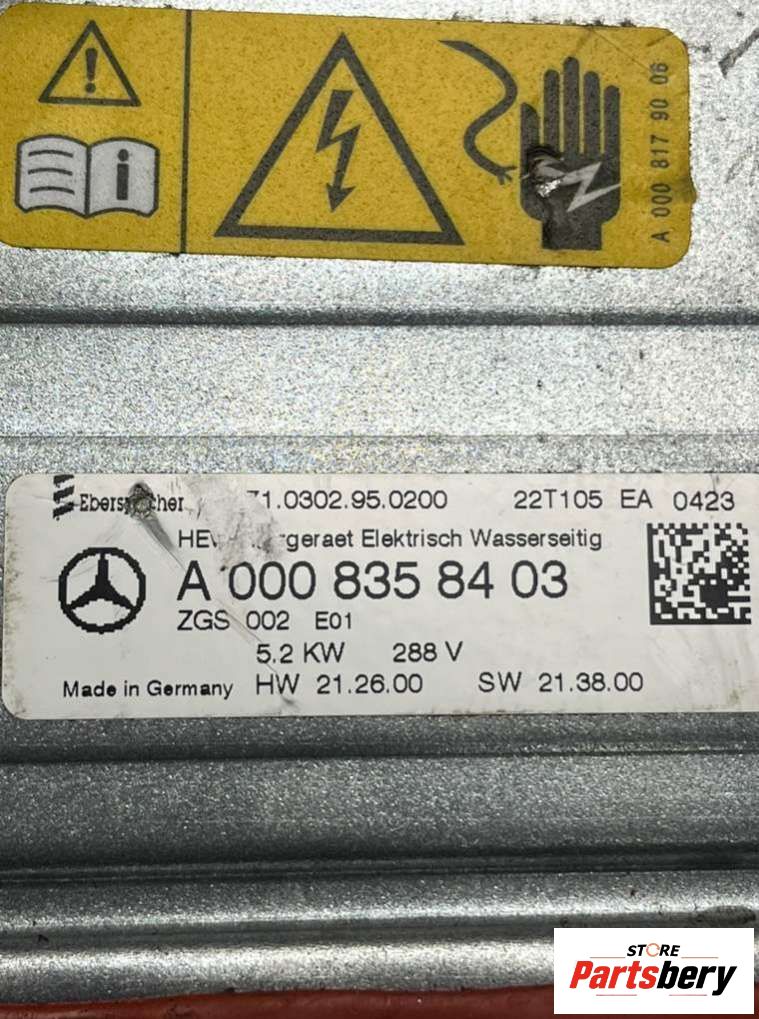 A 000 817 90 06
Eberspächer 71.0302.95.0200 22T105 EA 0423
Elektrisch Wasserseitig
A 000 835 84 03
ZGS 002 E01
5.2 KW 288 V
Made in Germany HW 21.26.00 SW 21.38.00
STORE
Partsbery